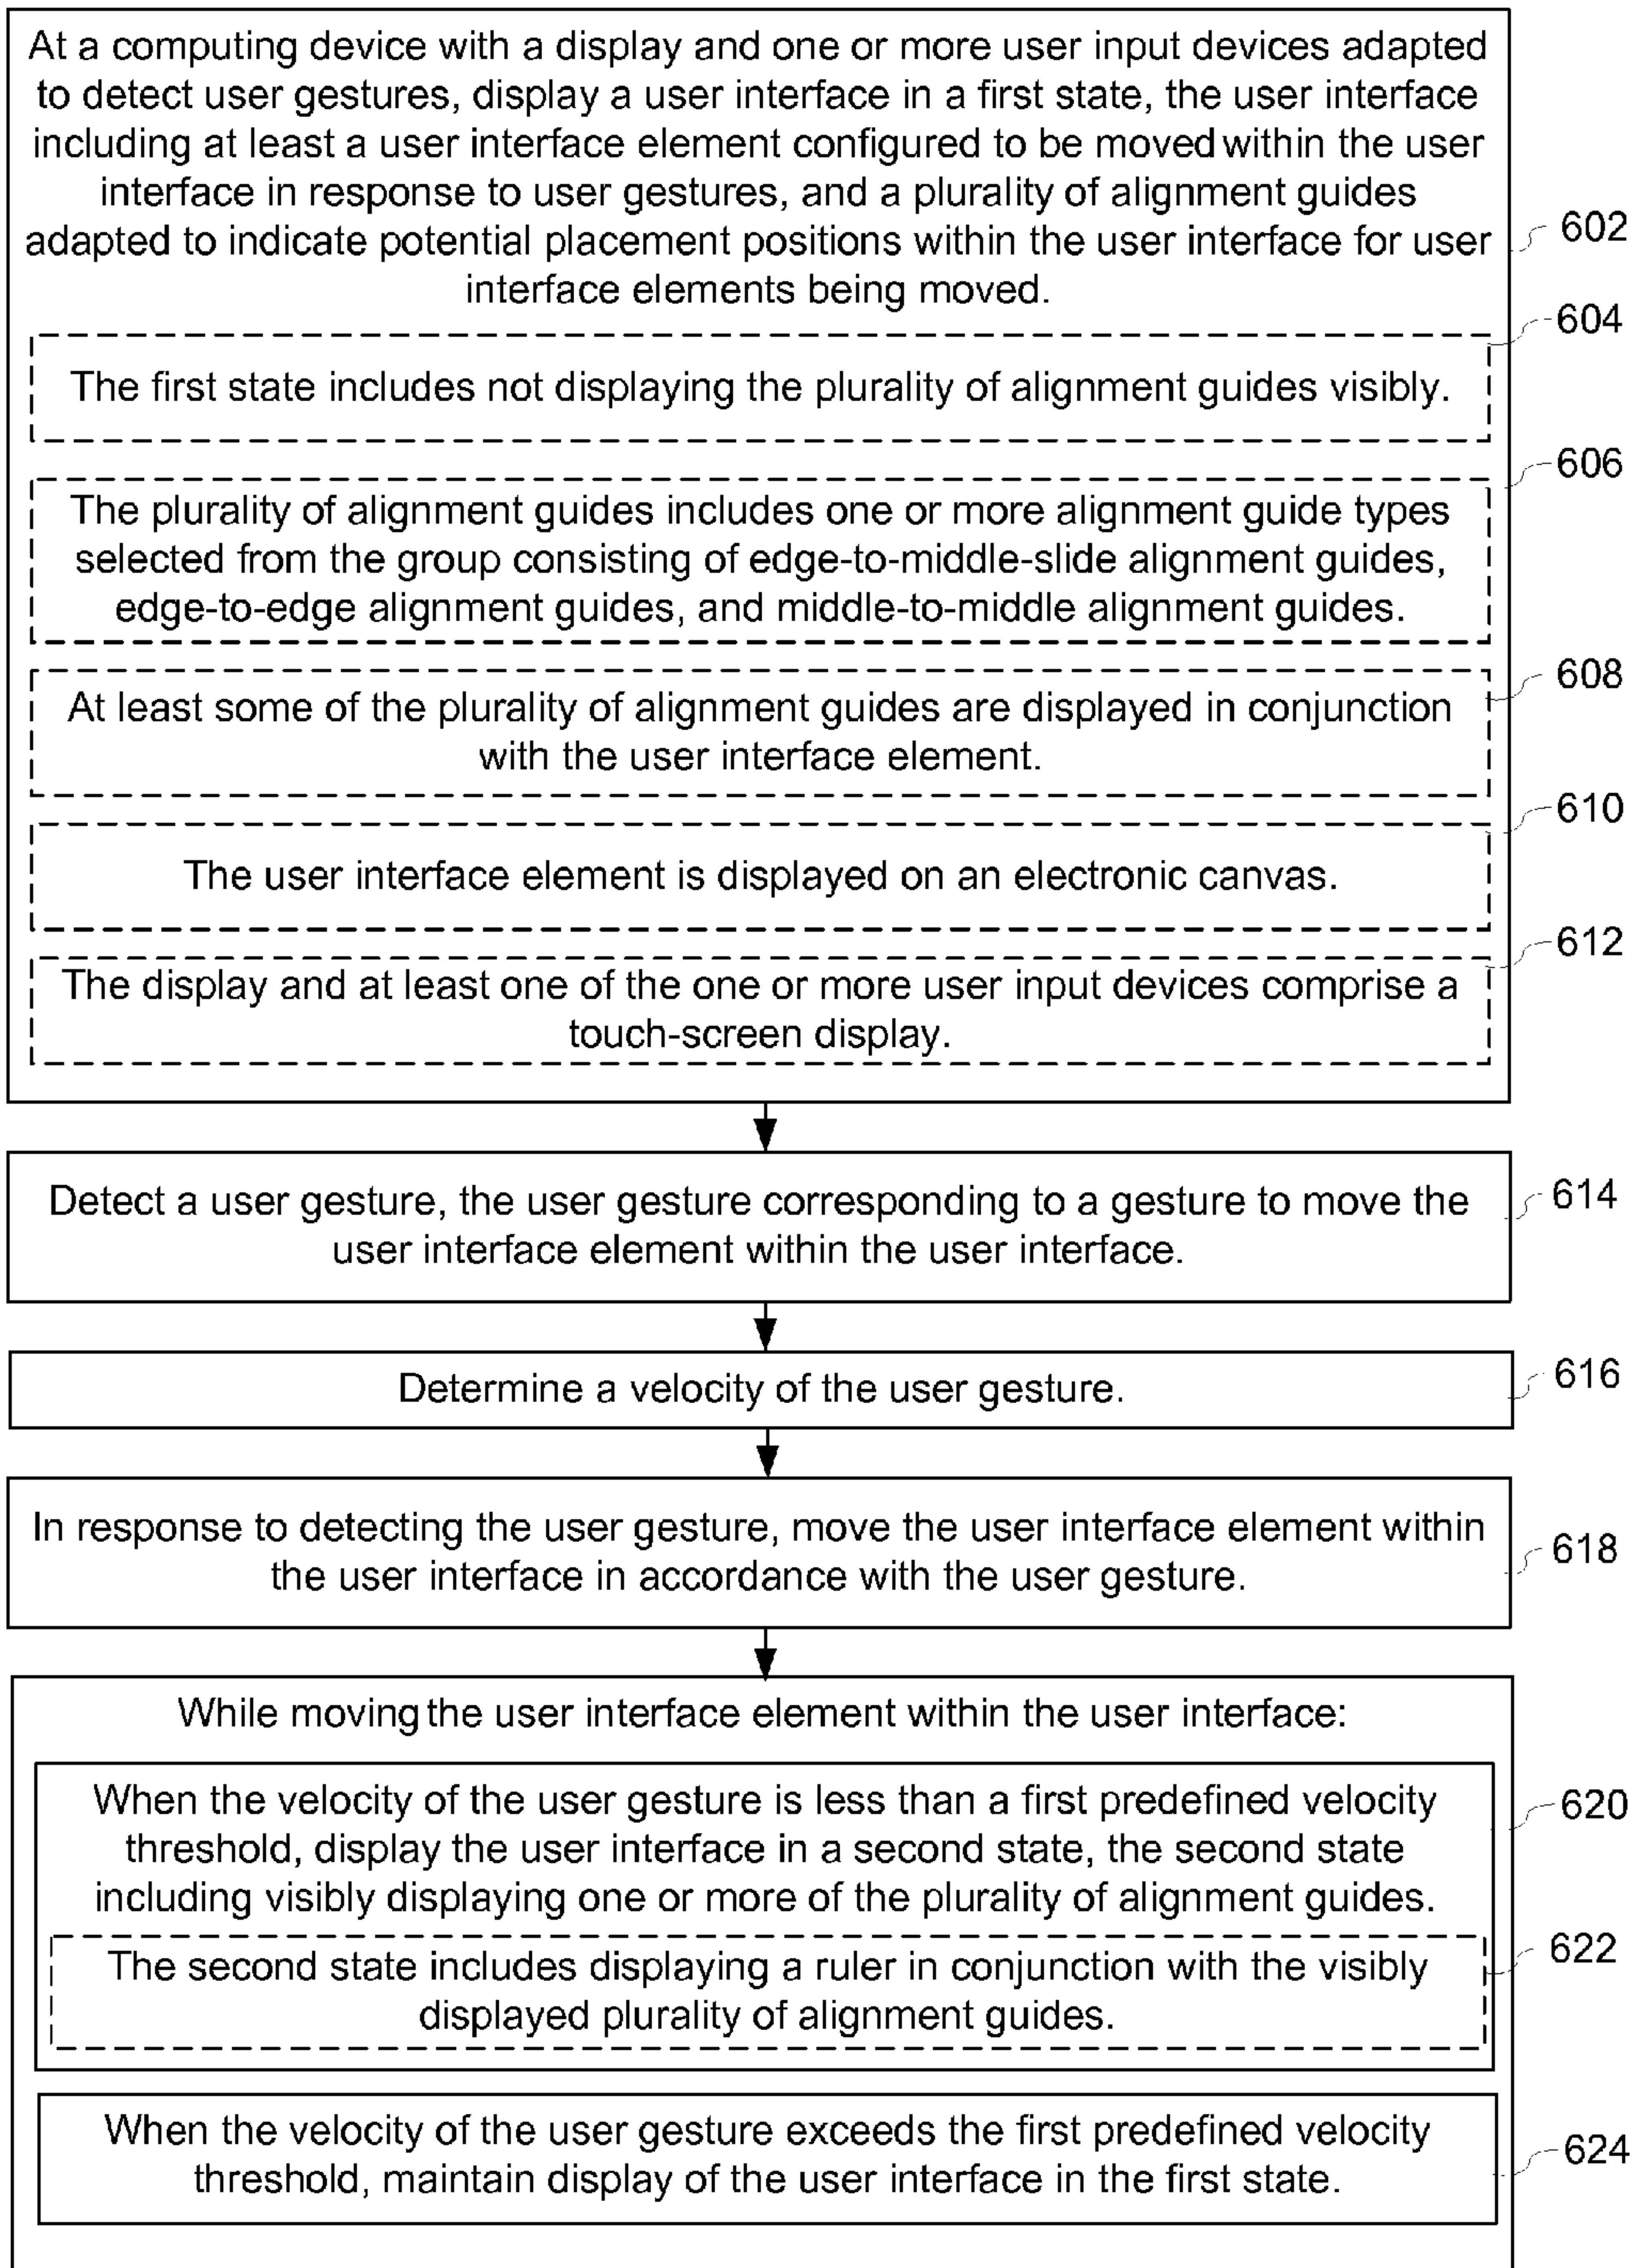 At a computing device with a display and one or more user input devices adapted
to detect user gestures, display a user interface in a first state, the user interface
including at least a user interface element configured to be moved within the user
interface in response to user gestures, and a plurality of alignment guides
adapted to indicate potential placement positions within the user interface for user
interface elements being moved.
602
604
The first state includes not displaying the plurality of alignment guides visibly.
606
The plurality of alignment guides includes one or more alignment guide types
selected from the group consisting of edge-to-middle-slide alignment guides,
edge-to-edge alignment guides, and middle-to-middle alignment guides.
608
At least some of the plurality of alignment guides are displayed in conjunction
with the user interface element.
610
The user interface element is displayed on an electronic canvas.
612
The display and at least one of the one or more user input devices comprise a
touch-screen display.
Detect a user gesture, the user gesture corresponding to a gesture to move the
user interface element within the user interface.
614
Determine a velocity of the user gesture.
616
In response to detecting the user gesture, move the user interface element within
the user interface in accordance with the user gesture.
618
While moving the user interface element within the user interface:
When the velocity of the user gesture is less than a first predefined velocity
threshold, display the user interface in a second state, the second state
including visibly displaying one or more of the plurality of alignment guides.
620
The second state includes displaying a ruler in conjunction with the visibly
displayed plurality of alignment guides.
622
When the velocity of the user gesture exceeds the first predefined velocity
threshold, maintain display of the user interface in the first state.
624